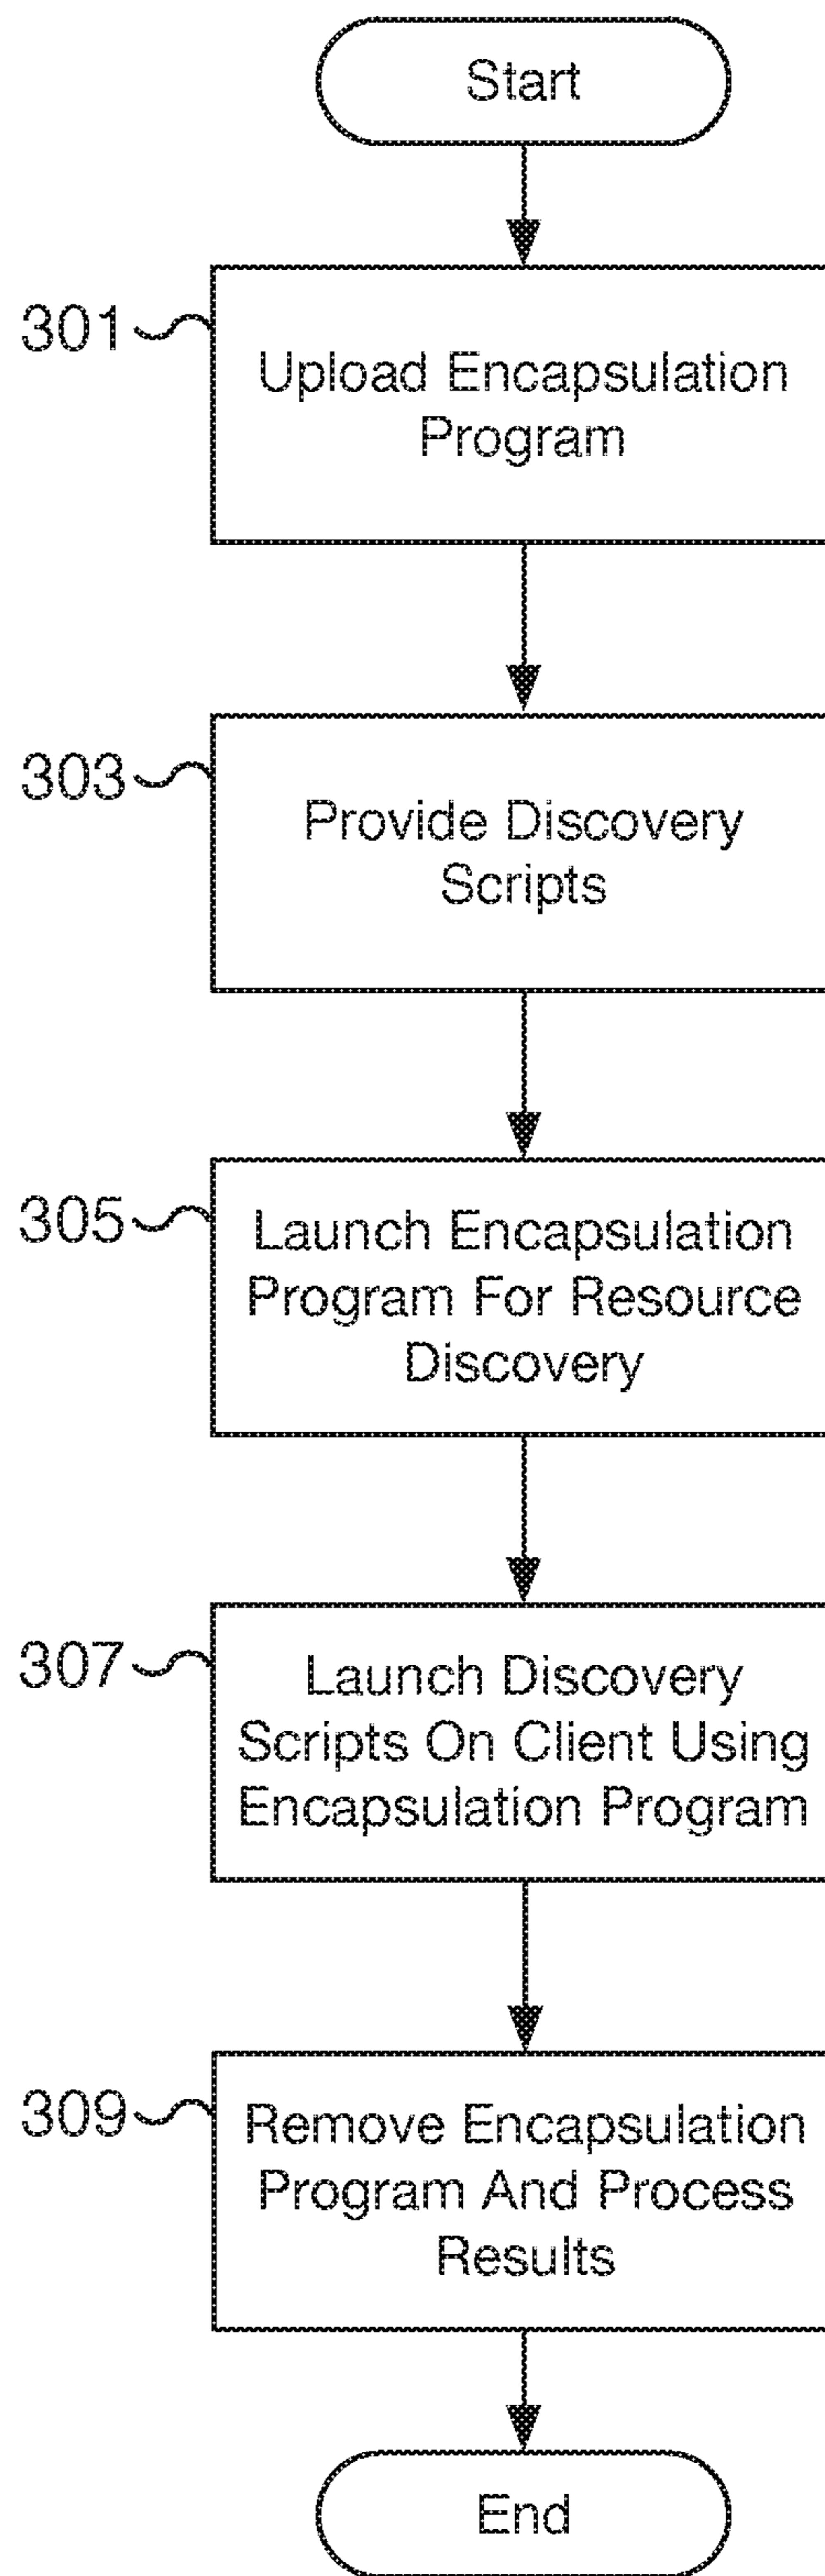 Start
301
Upload Encapsulation
Program
303
Provide Discovery
Scripts
305
Launch Encapsulation
Program For Resource
Discovery
307
Launch Discovery
Scripts On Client Using
Encapsulation Program
309
Remove Encapsulation
Program And Process
Results
End